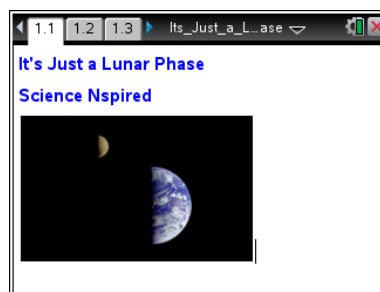 1.1 1.2 1.3 Its_Just_a_L...ase
It's Just a Lunar Phase
Science Nspired